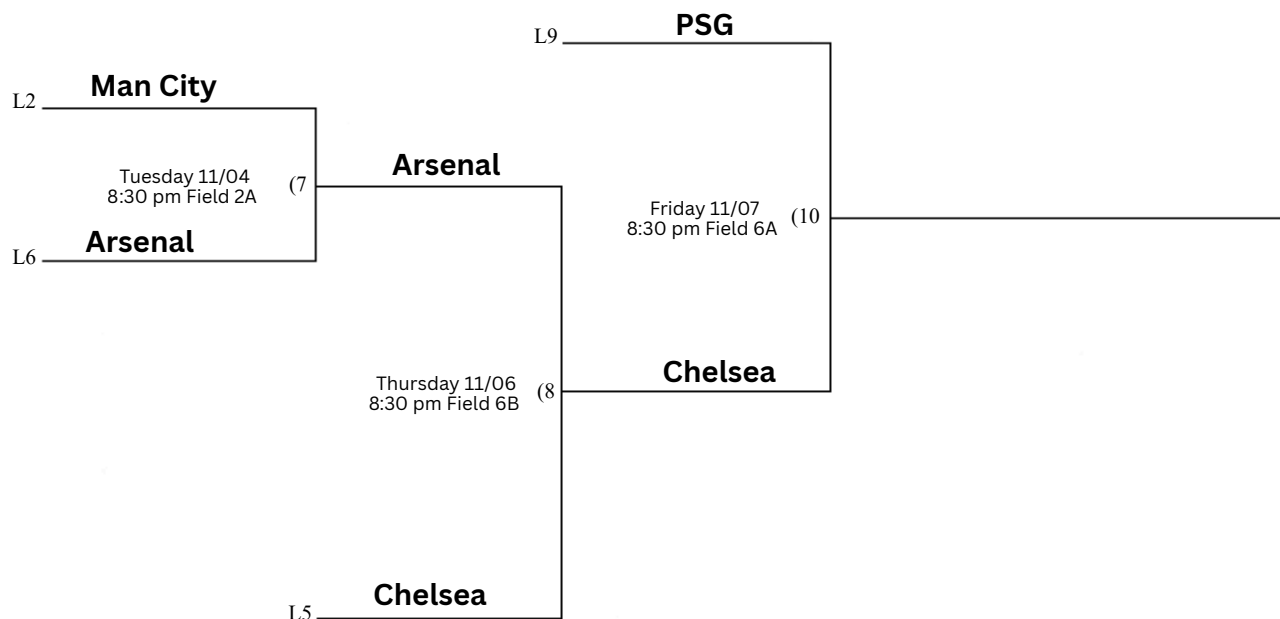 PSG
L9
Man City
L2
Arsenal
Tuesday 11/04
8:30 pm Field 2A
(7
Friday 11/07
8:30 pm Field 6A
(10
Arsenal
L6
Chelsea
Thursday 11/06
8:30 pm Field 6B
(8
Chelsea
L5